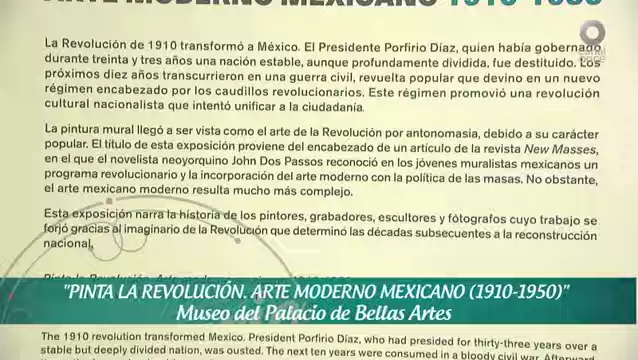 ARTE MODERNO MEXICANO 1910-1950
La Revolución de 1910 transformó a México. El Presidente Porfirio Díaz, quien había gobernado
durante treinta y tres años una nación estable, aunque profundamente dividida, fue destituido. Los
próximos diez años transcurrieron en una guerra civil, revuelta popular que devino en un nuevo
régimen encabezado por los caudillos revolucionarios. Este régimen promovió una revolución
cultural nacionalista que intentó unificar a la ciudadanía.
La pintura mural llegó a ser vista como el arte de la Revolución por antonomasia, debido a su carácter
popular. El título de esta exposición proviene del encabezado de un artículo de la revista New Masses,
en el que el novelista neoyorquino John Dos Passos reconoció en los jóvenes muralistas mexicanos un
programa revolucionario y la incorporación del arte moderno con la política de las masas. No obstante,
el arte mexicano moderno resulta mucho más complejo.
Esta exposición narra la historia de los pintores, grabadores, escultores y fotógrafos cuyo trabajo se
forjó gracias al imaginario de la Revolución que determinó las décadas subsecuentes a la reconstrucción
nacional.
"PINTA LA REVOLUCIÓN. ARTE MODERNO MEXICANO (1910-1950)"
Museo del Palacio de Bellas Artes
The 1910 revolution transformed Mexico. President Porfirio Díaz, who had presided for thirty-three years over a
stable but deeply divided nation, was ousted. The next ten years were consumed in a bloody civil war. Afterward,